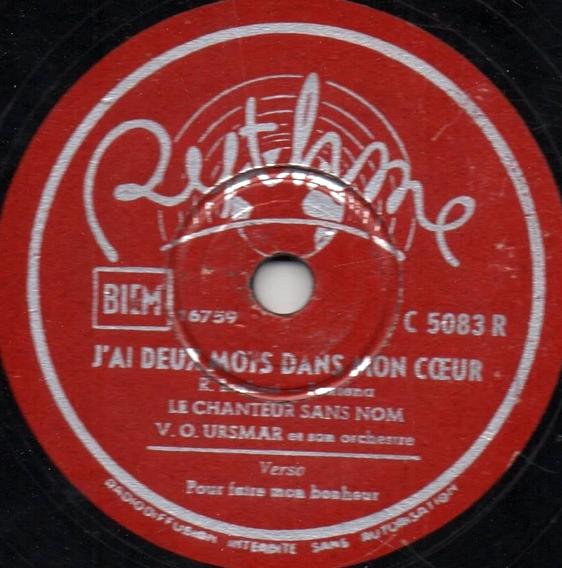 Rythme
BIEM
16759
C 5083 R
J'AI DEUX MOTS DANS MON CŒUR
R.
LE CHANTEUR SANS NOM
V. O. URSMAR et son orchestre
Verso
Pour faire mon bonheur
RADIODIFFUSION INTERDITE SANS AUTORISATION